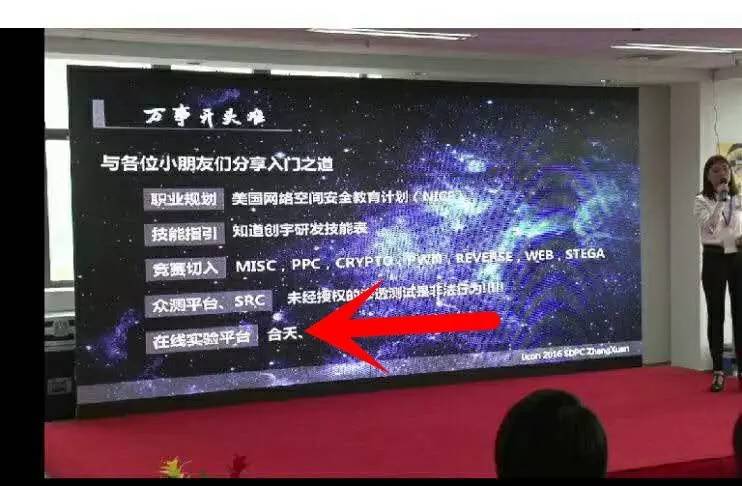 万事开头难
与各位小朋友们分享入门之道
职业规划 美国网络空间安全教育计划(NICE)
技能指引 知道创宇研发技能表
竞赛切入 MISC,PPC,CRYPTO,PWM,REVERSE,WEB,STEGA
众测平台、SRC 未经授权的渗透测试是非法行为!!!!
在线实验平台 合天、
2016 SDPC ZhangXuan